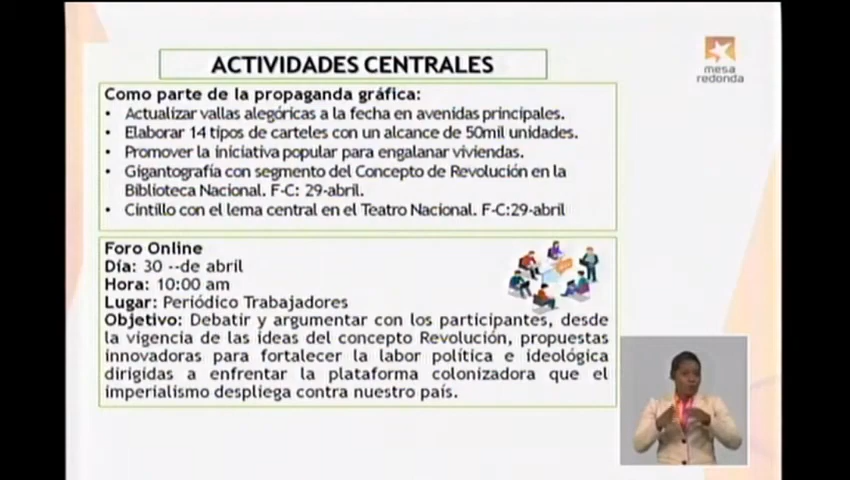 ACTIVIDADES CENTRALES
mesa
redonda
Como parte de la propaganda gráfica:
• Actualizar vallas alegóricas a la fecha en avenidas principales.
• Elaborar 14 tipos de carteles con un alcance de 50mil unidades.
• Promover la iniciativa popular para engalanar viviendas.
• Gigantografía con segmento del Concepto de Revolución en la
Biblioteca Nacional. F-C: 29-abril.
• Cintillo con el lema central en el Teatro Nacional. F-C:29-abril
Foro Online
Día: 30 --de abril
Hora: 10:00 am
Lugar: Periódico Trabajadores
Objetivo: Debatir y argumentar con los participantes, desde
la vigencia de las ideas del concepto Revolución, propuestas
innovadoras para fortalecer la labor política e ideológica
dirigidas a enfrentar la plataforma colonizadora que el
imperialismo despliega contra nuestro país.